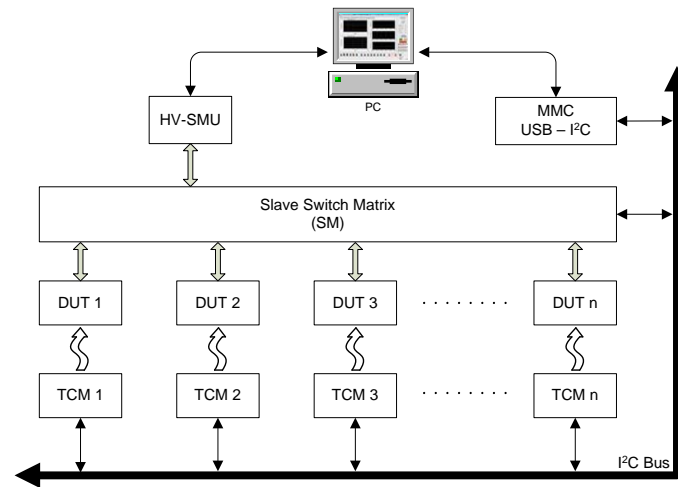 PC
HV-SMU
MMC
USB – I²C
Slave Switch Matrix
(SM)
DUT 1
DUT 2
DUT 3
. . . . . . . .
DUT n
TCM 1
TCM 2
TCM 3
. . . . . . . .
TCM n
I²C Bus